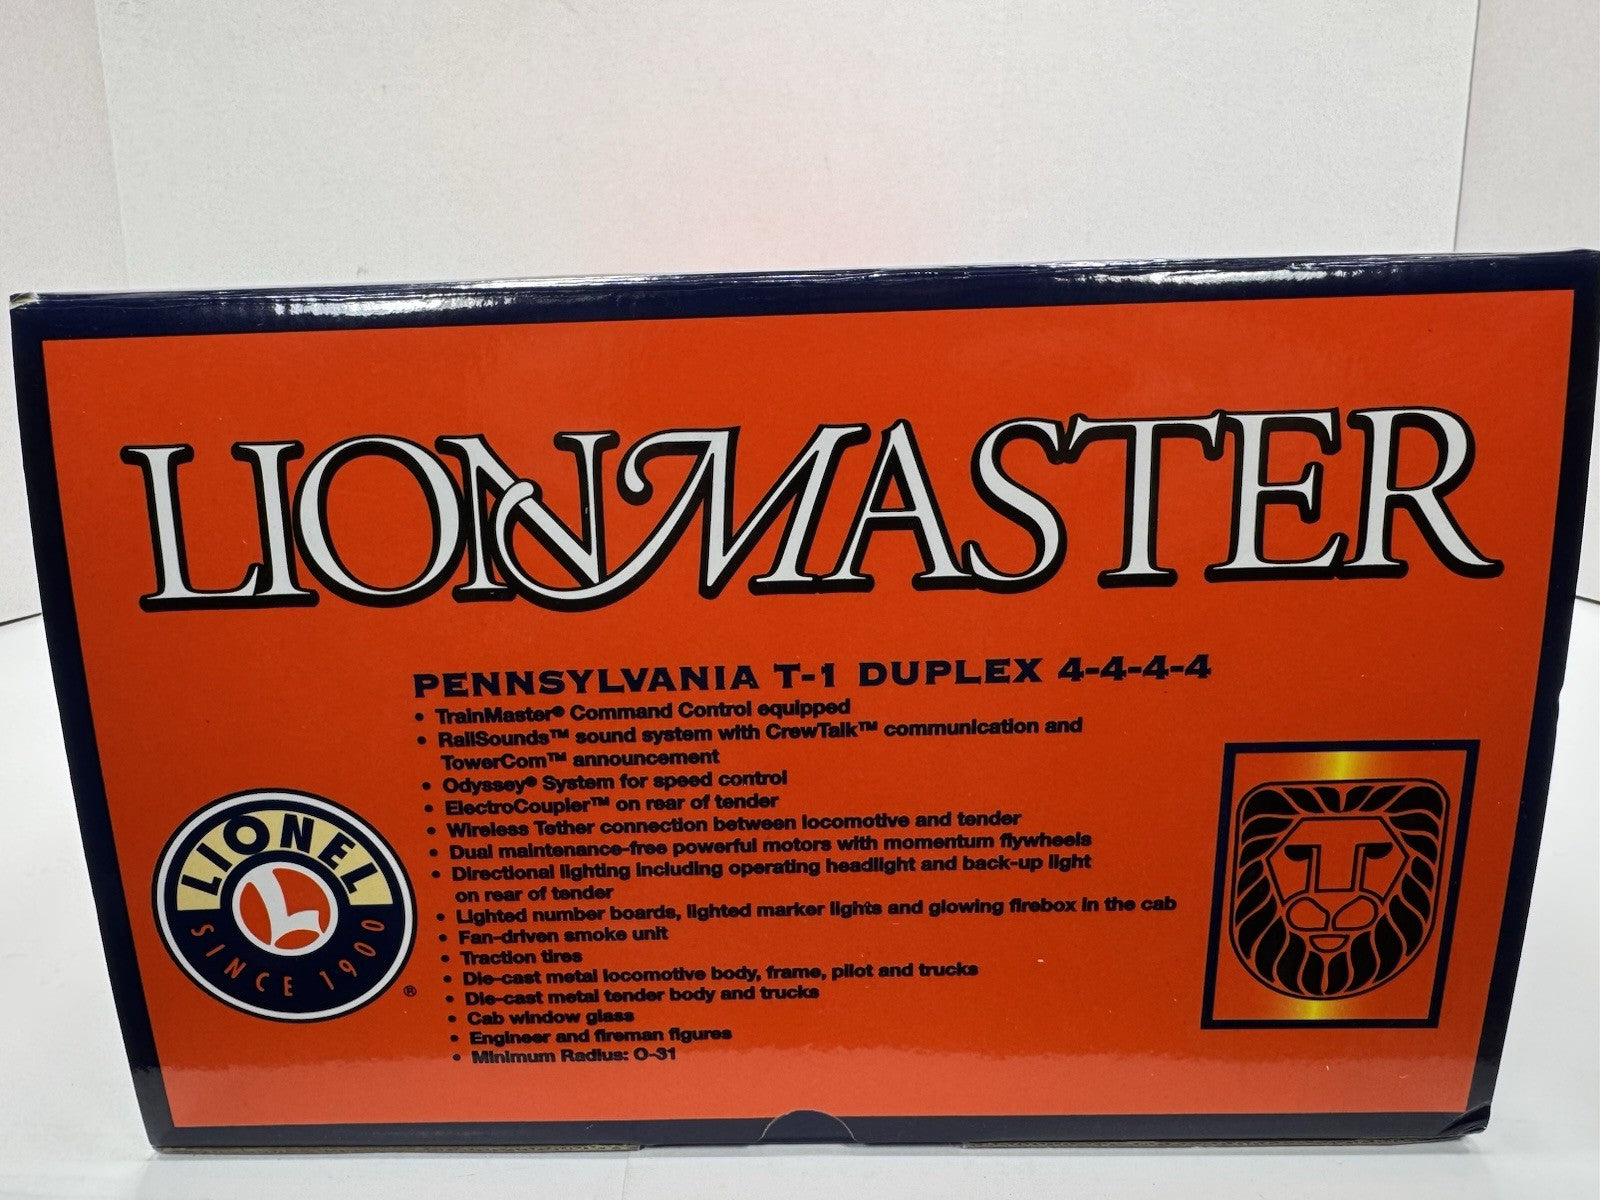 LIONMASTER
PENNSYLVANIA T-1 DUPLEX 4-4-4-4
• TrainMaster® Command Control equipped
• RailSounds™ sound system with CrewTalk™ communication and
TowerCom™ announcement
• Odyssey® System for speed control
• ElectroCoupler™ on rear of tender
• Wireless Tether connection between locomotive and tender
• Dual maintenance-free powerful motors with momentum flywheels
• Directional lighting including operating headlight and back-up light
on rear of tender
• Lighted number boards, lighted marker lights and glowing firebox in the cab
• Fan-driven smoke unit
• Traction tires
• Die-cast metal locomotive body, frame, pilot and trucks
• Die-cast metal tender body and trucks
• Cab window glass
• Engineer and fireman figures
• Minimum Radius: O-31
LIONEL
L
SINCE 1900
®